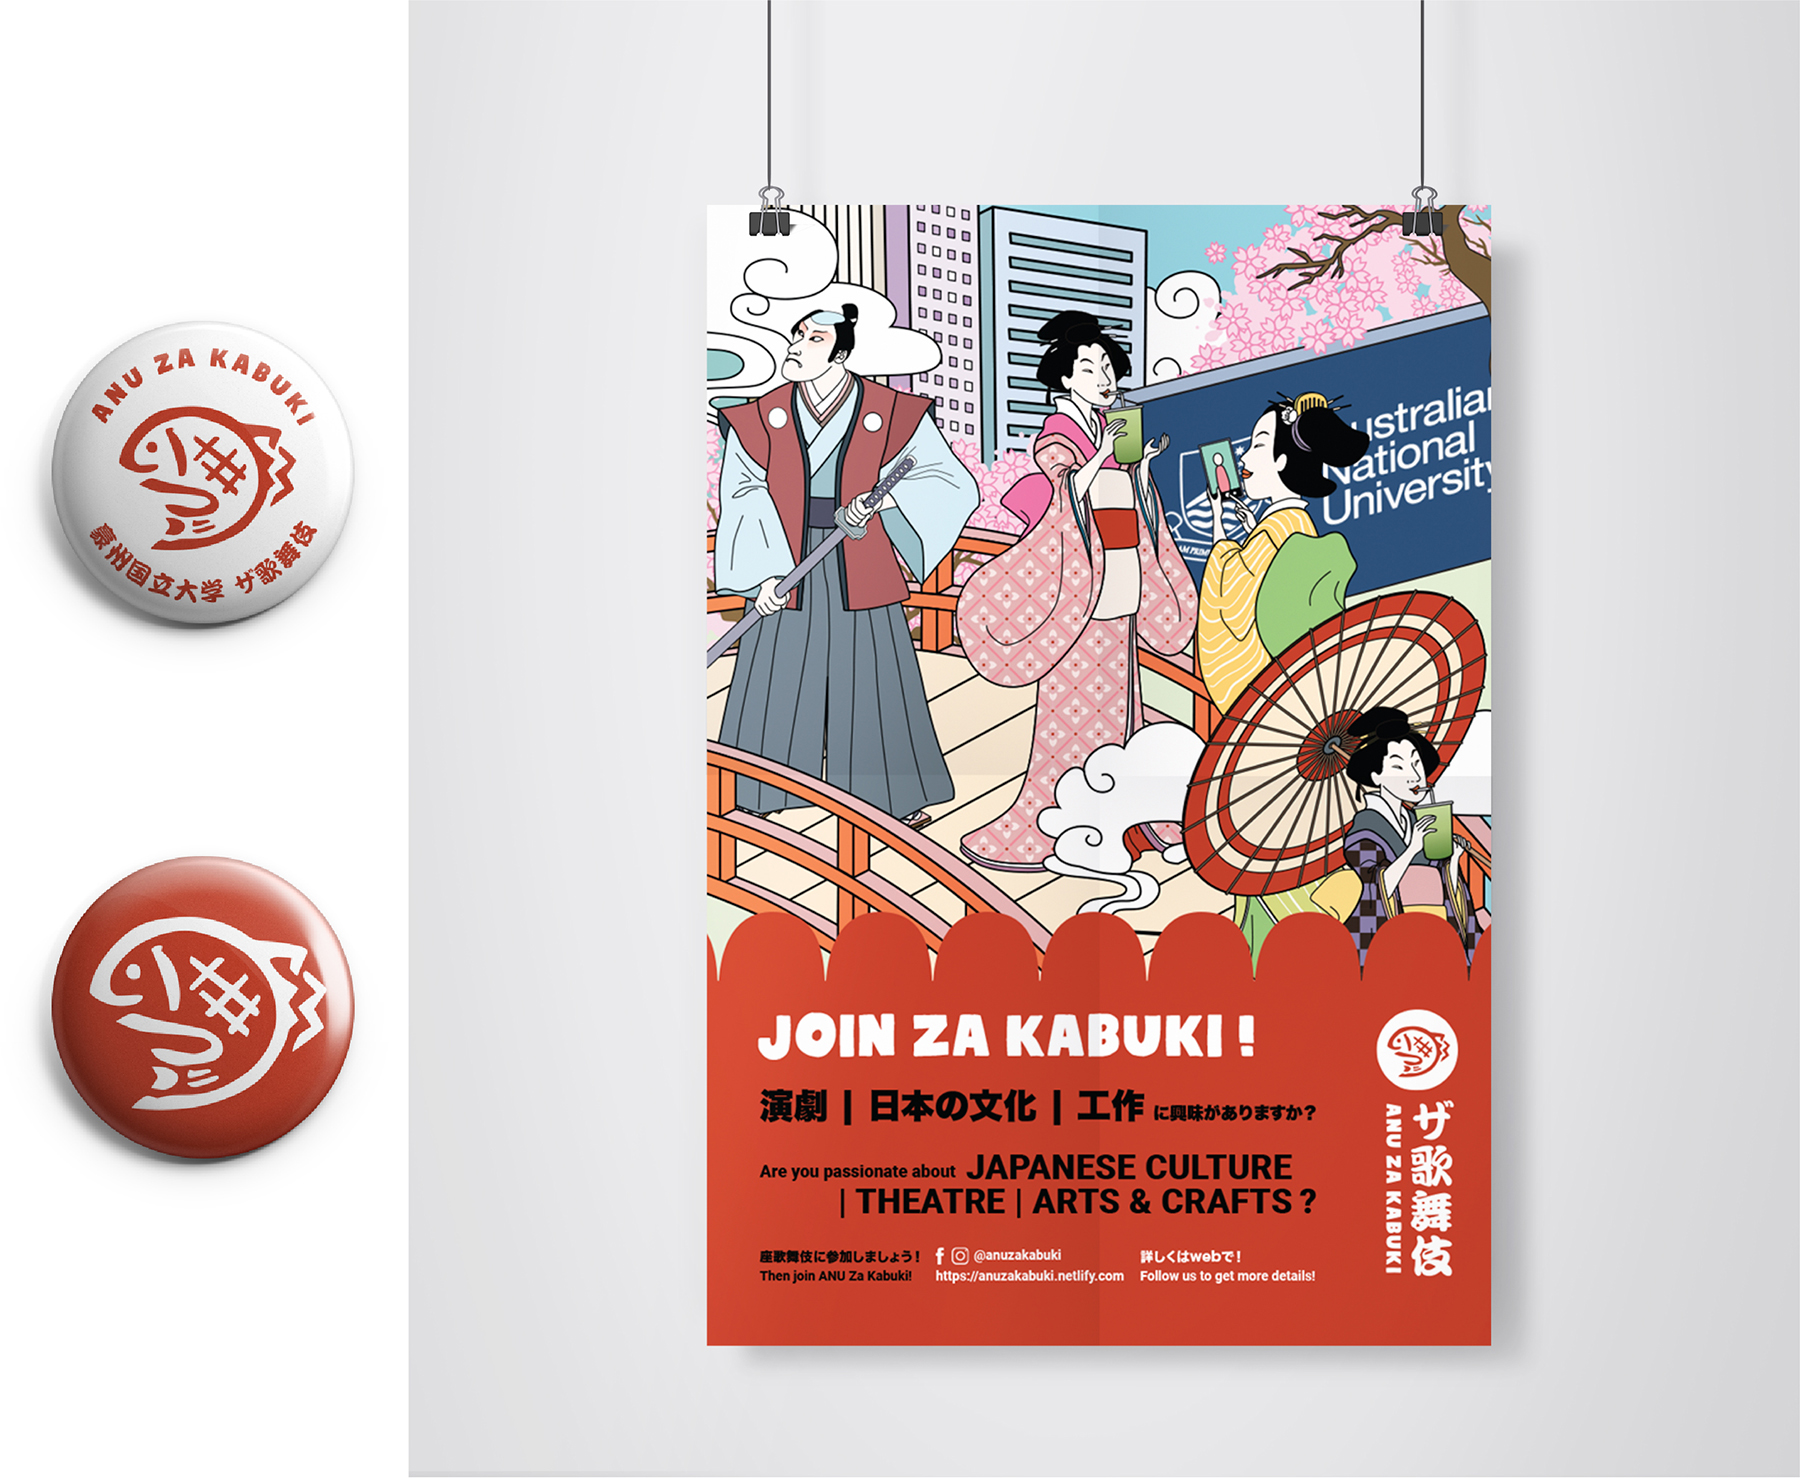 ANU ZA KABUKI
豪州国立大学 ザ歌舞伎
Australian
National
University
JOIN ZA KABUKI !
演劇 | 日本の文化 | 工作 に興味がありますか?
Are you passionate about JAPANESE CULTURE
| THEATRE | ARTS & CRAFTS ?
座歌舞伎に参加しましょう!
Then join ANU Za Kabuki!
@anuzakabuki
https://anuzakabuki.netlify.com
詳しくはwebで!
Follow us to get more details!
ザ歌舞伎
ANU ZA KABUKI